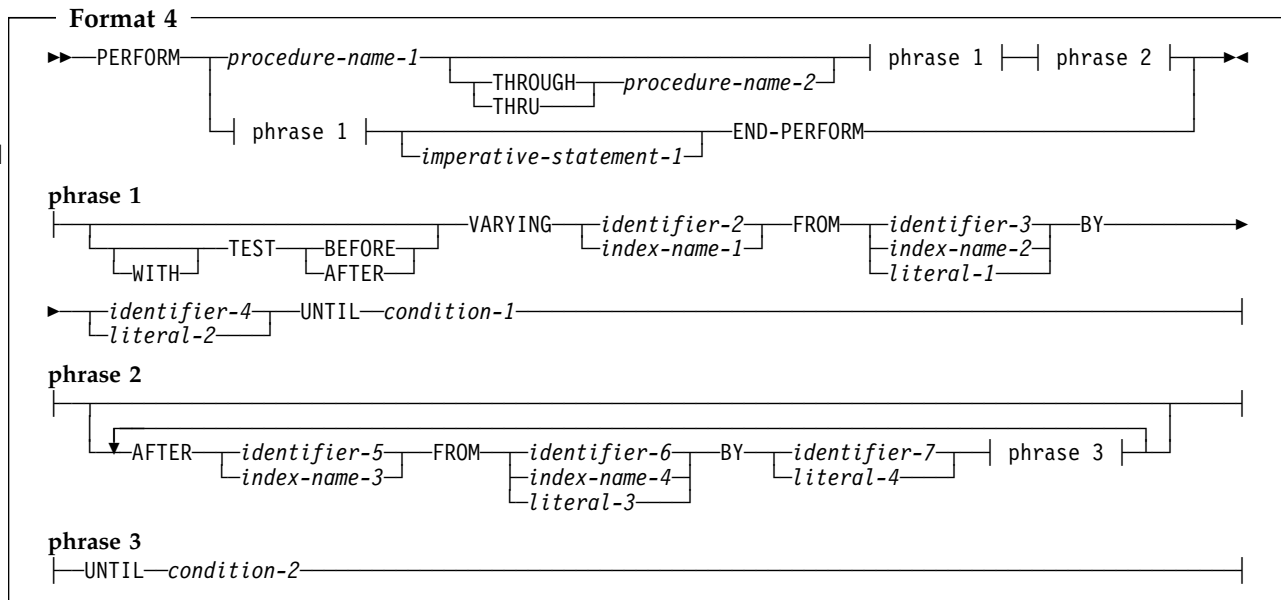 Format 4
PERFORM procedure-name-1 phrase 1 phrase 2
THROUGH procedure-name-2
THRU
phrase 1 END-PERFORM
imperative-statement-1
phrase 1
VARYING identifier-2 FROM identifier-3 BY
TEST BEFORE index-name-1 index-name-2
WITH AFTER literal-1
identifier-4 UNTIL condition-1
literal-2
phrase 2
AFTER identifier-5 FROM identifier-6 BY identifier-7 phrase 3
index-name-3 index-name-4 literal-4
literal-3
phrase 3
UNTIL condition-2